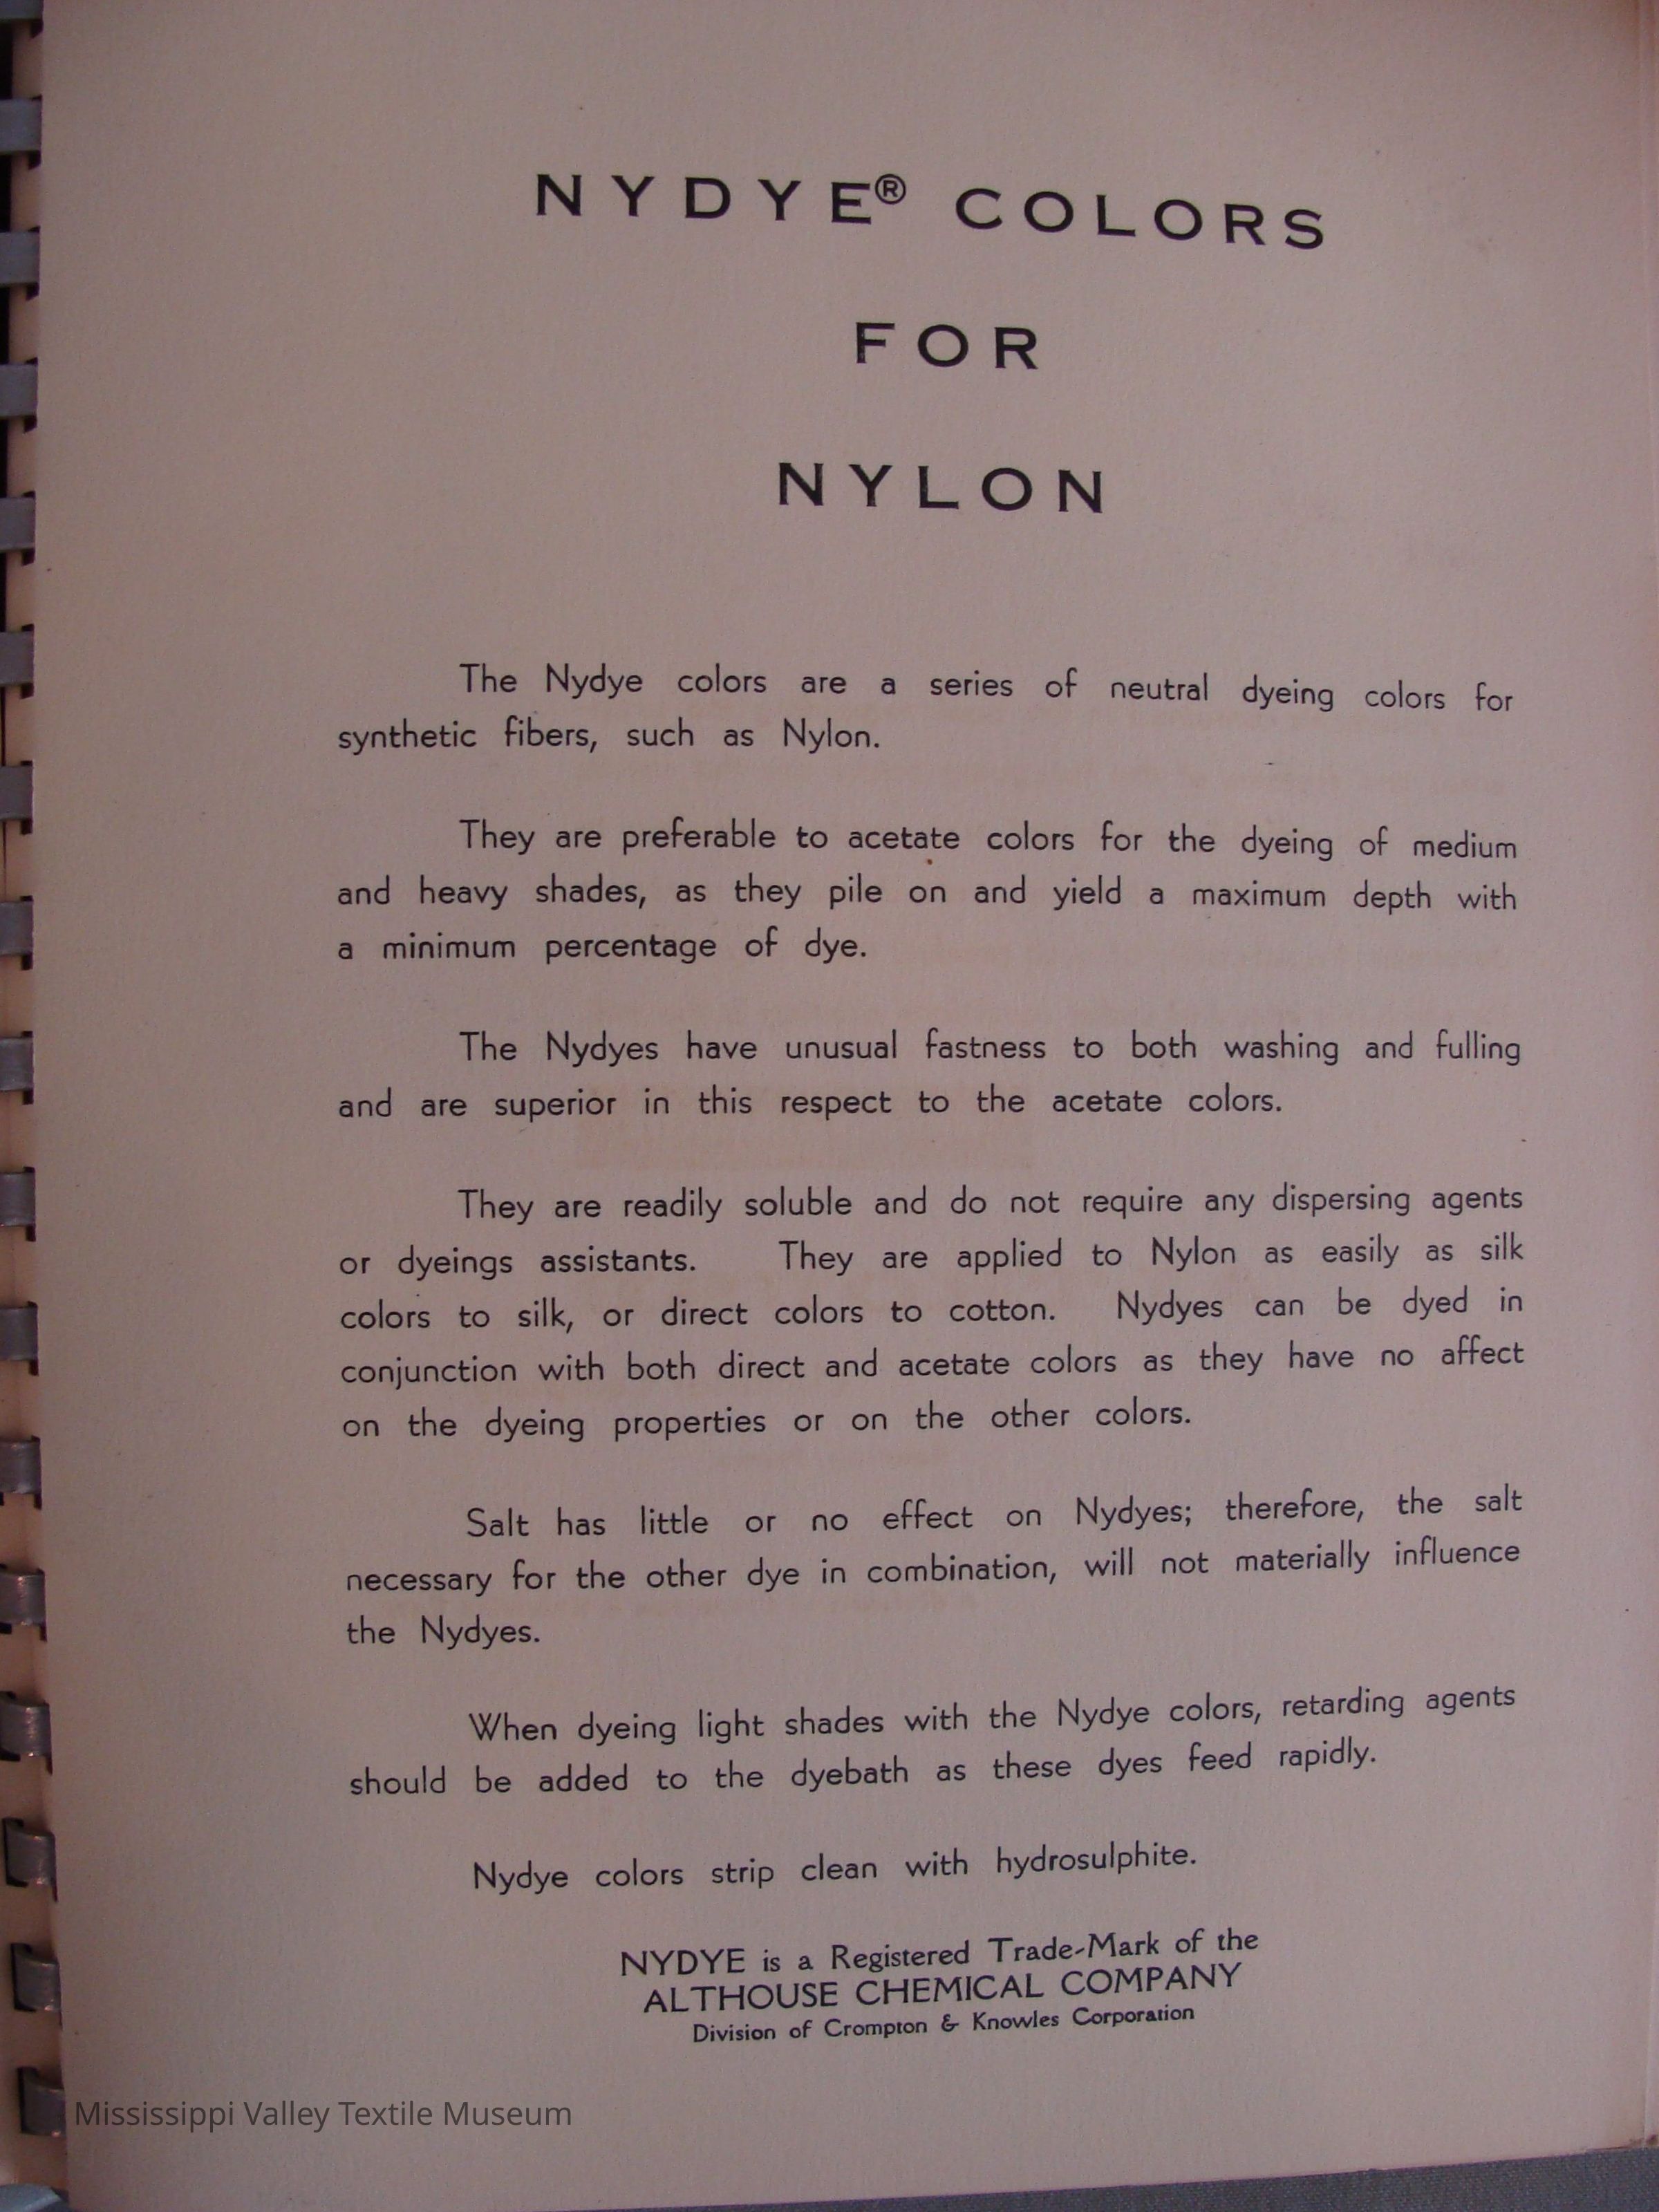 NYDYE® COLORS
FOR
NYLON
The Nydye colors are a series of neutral dyeing colors for
synthetic fibers, such as Nylon.
They are preferable to acetate colors for the dyeing of medium
and heavy shades, as they pile on and yield a maximum depth with
a minimum percentage of dye.
The Nydyes have unusual fastness to both washing and fulling
and are superior in this respect to the acetate colors.
They are readily soluble and do not require any dispersing agents
or dyeings assistants. They are applied to Nylon as easily as silk
colors to silk, or direct colors to cotton. Nydyes can be dyed in
conjunction with both direct and acetate colors as they have no affect
on the dyeing properties or on the other colors.
Salt has little or no effect on Nydyes; therefore, the salt
necessary for the other dye in combination, will not materially influence
the Nydyes.
When dyeing light shades with the Nydye colors, retarding agents
should be added to the dyebath as these dyes feed rapidly.
Nydye colors strip clean with hydrosulphite.
NYDYE is a Registered Trade-Mark of the
ALTHOUSE CHEMICAL COMPANY
Division of Crompton & Knowles Corporation
Mississippi Valley Textile Museum